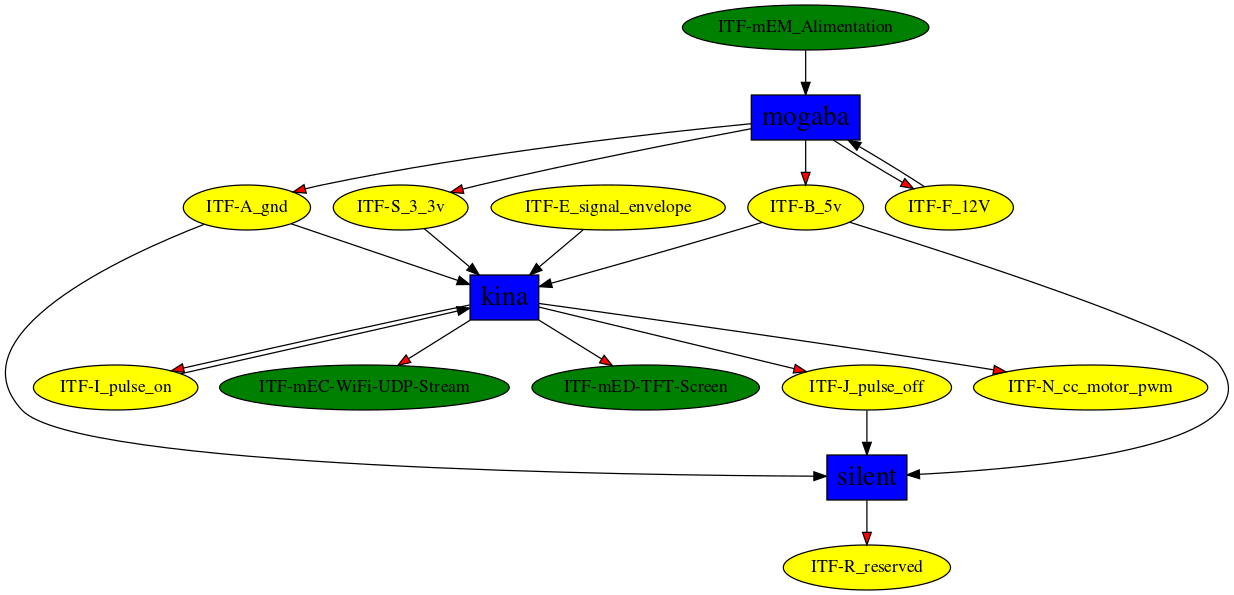 ITF-mEM_Alimentation
mogaba
ITF-A_gnd
ITF-S_3_3v
ITF-E_signal_envelope
ITF-B_5v
ITF-F_12V
kina
ITF-I_pulse_on
ITF-mEC-WiFi-UDP-Stream
ITF-mED-TFT-Screen
ITF-J_pulse_off
ITF-N_cc_motor_pwm
silent
ITF-R_reserved